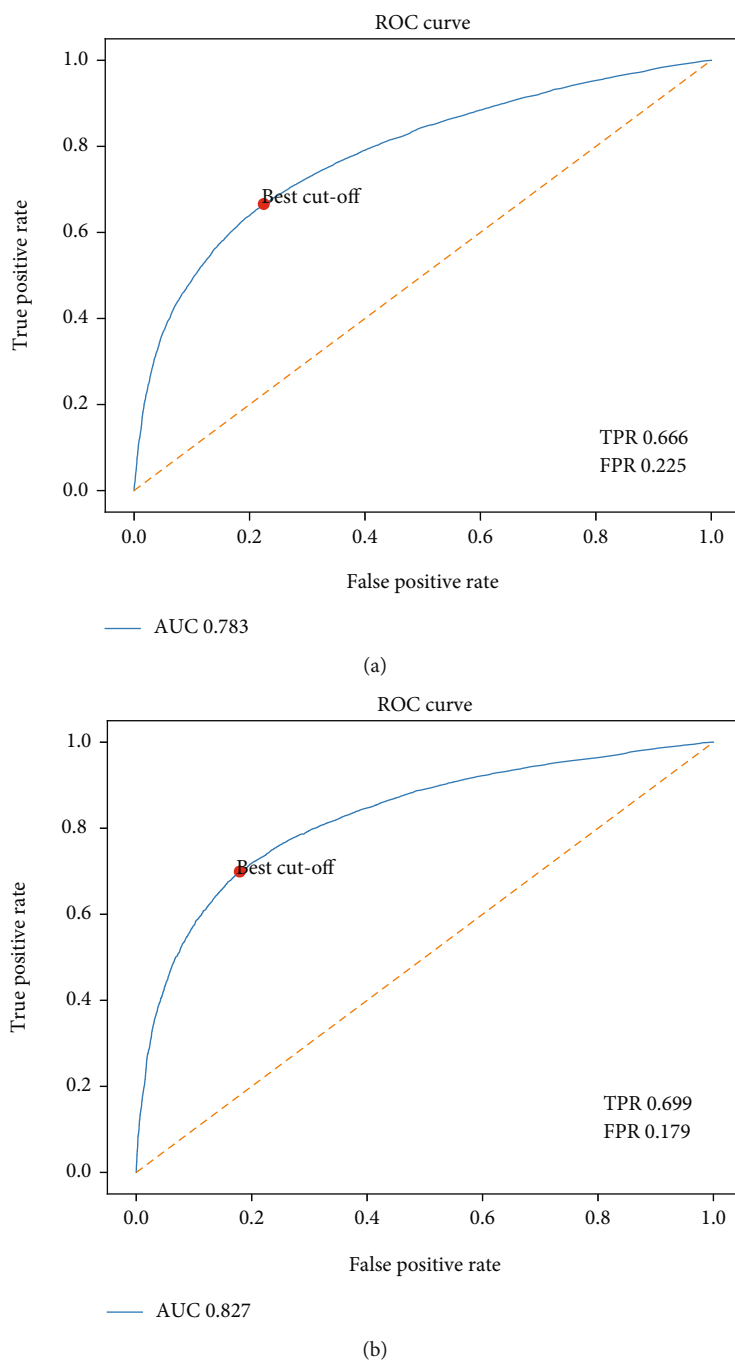 ROC curve
1.0
0.8
0.6
0.4
0.2
0.0
True positive rate
Best cut-off
TPR 0.666
FPR 0.225
0.0 0.2 0.4 0.6 0.8 1.0
False positive rate
AUC 0.783
(a)
ROC curve
1.0
0.8
0.6
0.4
0.2
0.0
True positive rate
Best cut-off
TPR 0.699
FPR 0.179
0.0 0.2 0.4 0.6 0.8 1.0
False positive rate
AUC 0.827
(b)